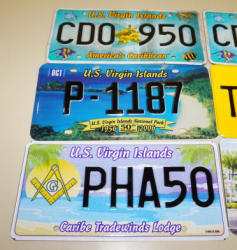 U.S. Virgin Islands
CDO 950
America's Caribbean
C
OCT
U.S. Virgin Islands
P-1187
U.S. Virgin Islands National Park
1956 50 2006
T
U.S. Virgin Islands
G
PHA50
Caribe Tradewinds Lodge